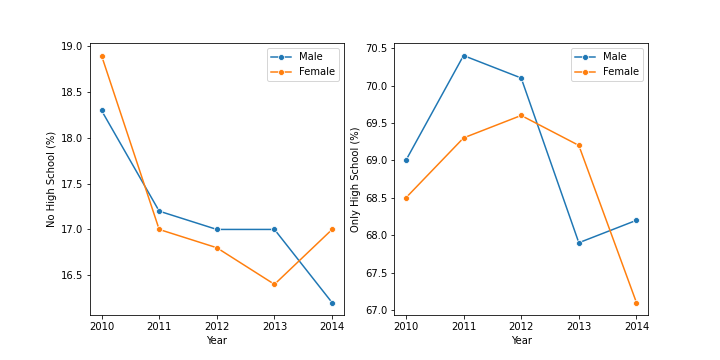 19.0
18.5
18.0
17.5
17.0
16.5
No High School (%)
2010 2011 2012 2013 2014
Year
Male
Female
70.5
70.0
69.5
69.0
68.5
68.0
67.5
67.0
Only High School (%)
2010 2011 2012 2013 2014
Year
Male
Female